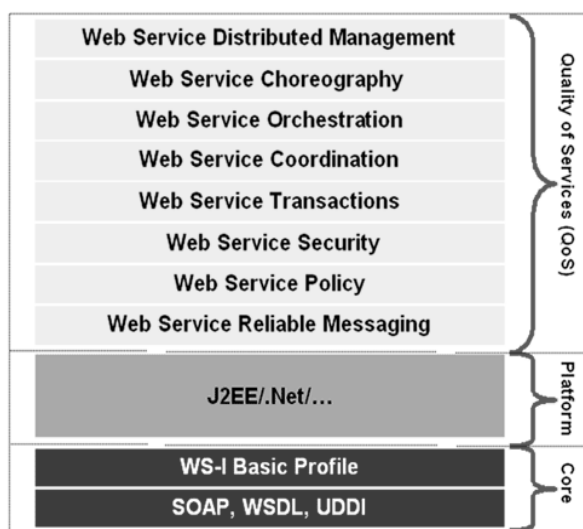 Web Service Distributed Management
Web Service Choreography
Web Service Orchestration
Web Service Coordination
Web Service Transactions
Web Service Security
Web Service Policy
Web Service Reliable Messaging
Quality of Services (QoS)
J2EE/.Net/…
Platform
WS-I Basic Profile
SOAP, WSDL, UDDI
Core